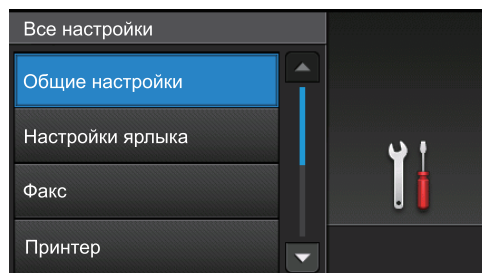 Все настройки
Общие настройки
Настройки ярлыка
Факс
Принтер